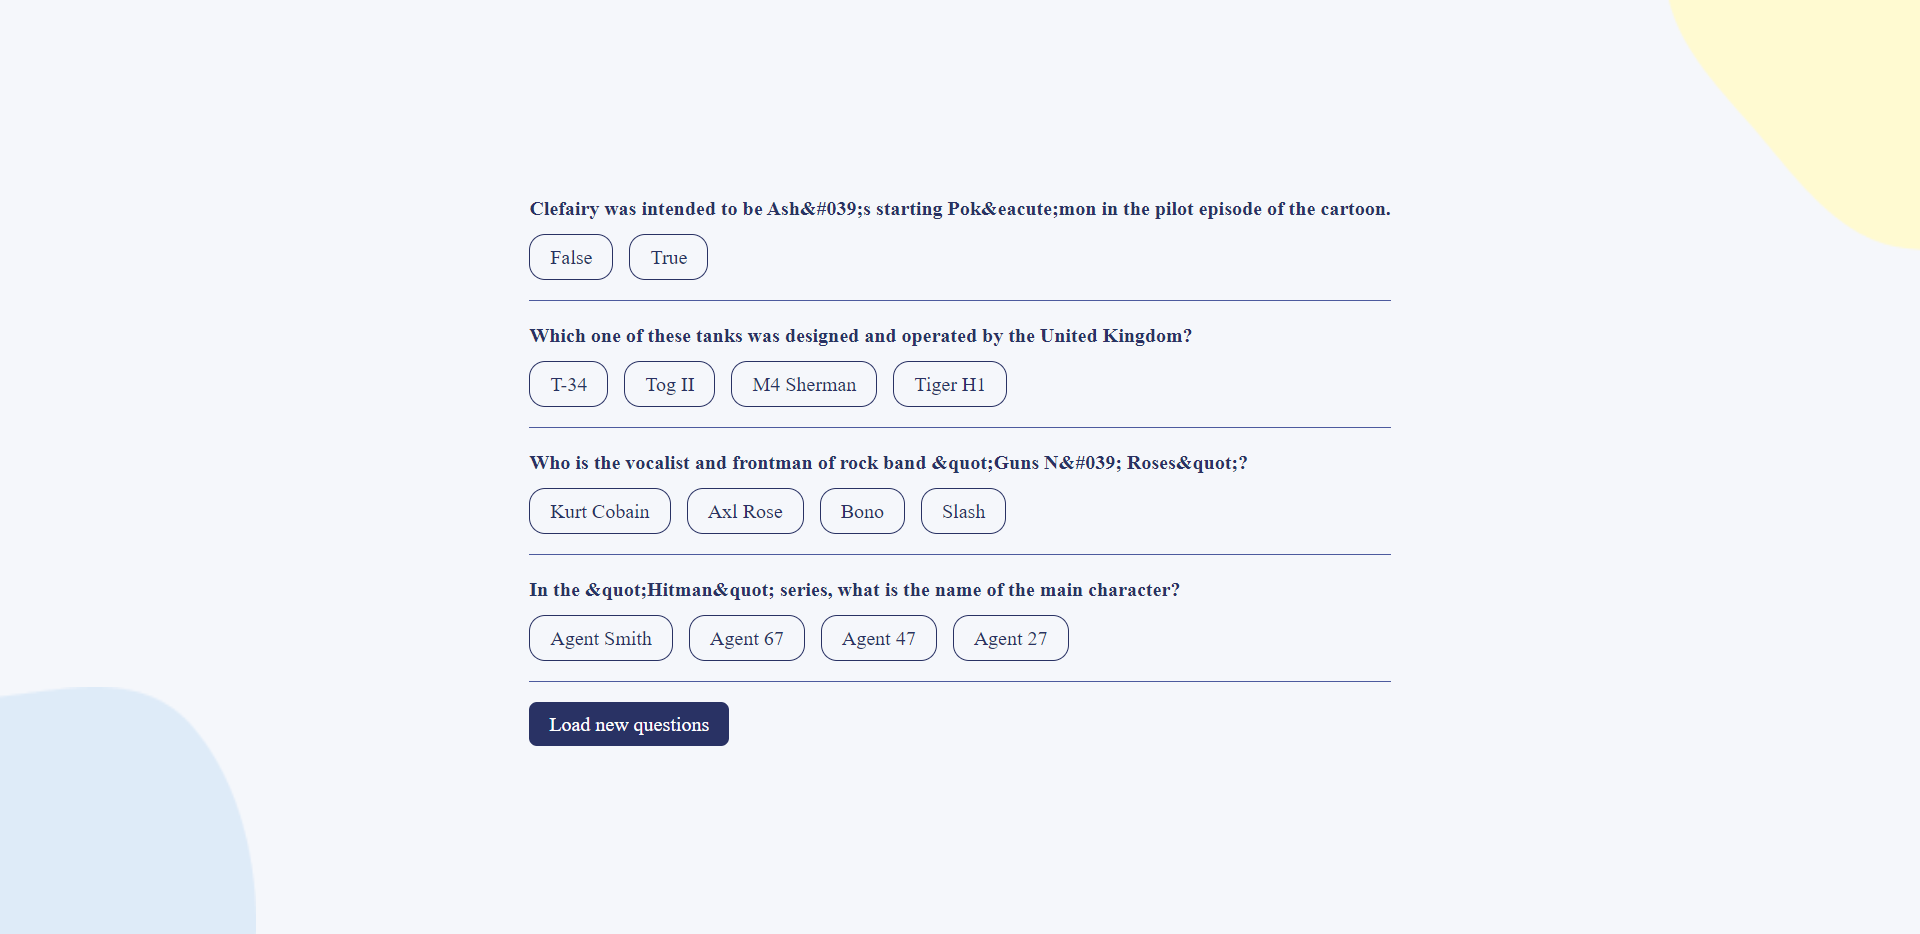 Clefairy was intended to be Ash&#039;s starting Pok&eacute;mon in the pilot episode of the cartoon.
False True
Which one of these tanks was designed and operated by the United Kingdom?
T-34 Tog II M4 Sherman Tiger H1
Who is the vocalist and frontman of rock band &quot;Guns N&#039; Roses&quot;?
Kurt Cobain Axl Rose Bono Slash
In the &quot;Hitman&quot; series, what is the name of the main character?
Agent Smith Agent 67 Agent 47 Agent 27
Load new questions